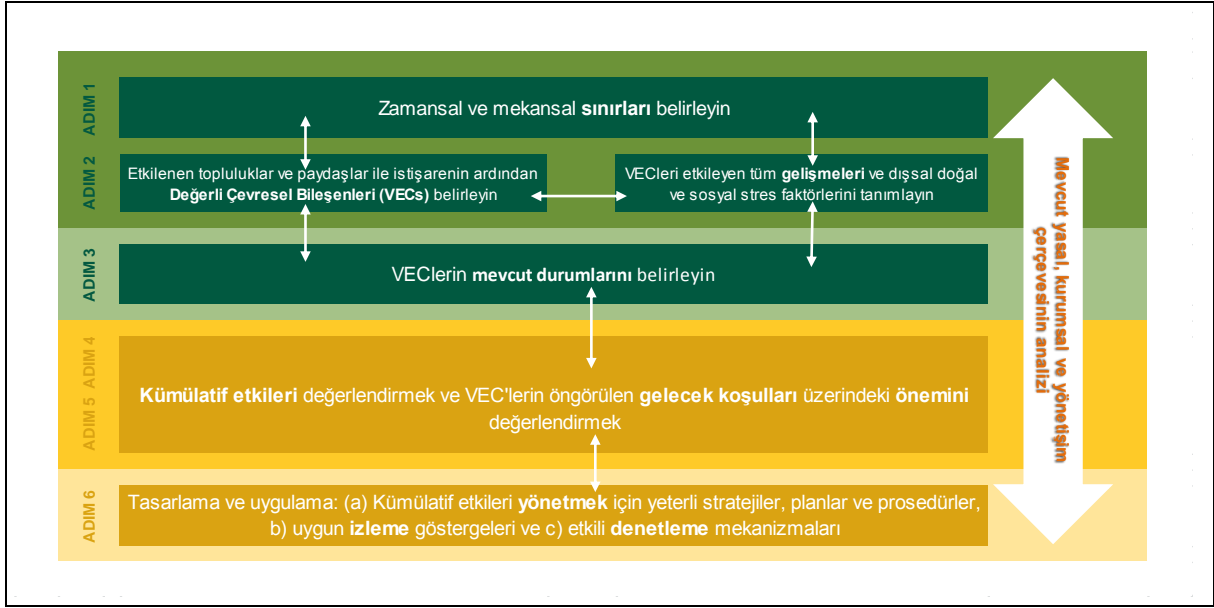 ADIM 1
Zamansal ve mekansal sınırları belirleyin
ADIM 2
Etkilenen topluluklar ve paydaşlar ile istişarenin ardından
Değerli Çevresel Bileşenleri (VECs) belirleyin
VECleri etkileyen tüm gelişmeleri ve dışsal doğal
ve sosyal stres faktörlerini tanımlayın
ADIM 3
VEClerin mevcut durumlarını belirleyin
ADIM 4
ADIM 5
Kümülatif etkileri değerlendirmek ve VEC'lerin öngörülen gelecek koşulları üzerindeki önemini
değerlendirmek
ADIM 6
Tasarlama ve uygulama: (a) Kümülatif etkileri yönetmek için yeterli stratejiler, planlar ve prosedürler,
b) uygun izleme göstergeleri ve c) etkili denetleme mekanizmaları
Mevcut yasal, kurumsal ve yönetişim
çerçevesinin analizi